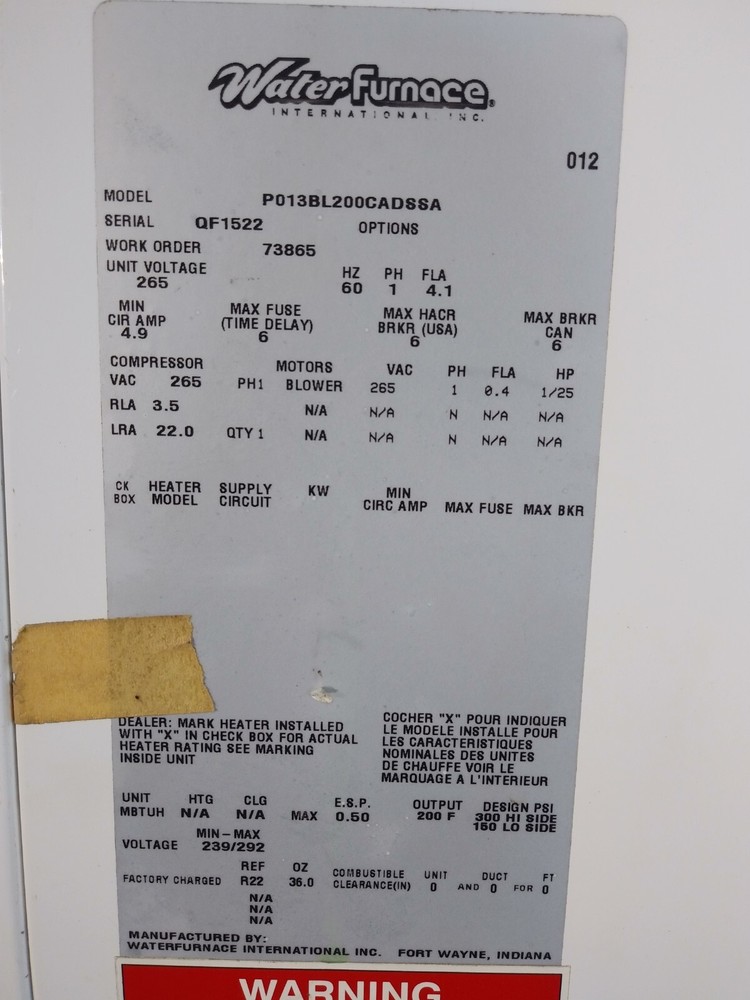 WaterFurnace®
INTERNATIONAL INC.
012
MODEL P013BL200CADSSA
SERIAL QF1522 OPTIONS
WORK ORDER 73865
UNIT VOLTAGE HZ PH FLA
265 60 1 4.1
MIN MAX FUSE MAX HACR MAX BRKR
CIR AMP (TIME DELAY) BRKR (USA) CAN
4.9 6 6 6
COMPRESSOR MOTORS VAC PH FLA HP
VAC 265 PH1 BLOWER 265 1 0.4 1/25
RLA 3.5 N/A N/A N N/A N/A
LRA 22.0 QTY 1 N/A N/A N N/A N/A
CK HEATER SUPPLY KW MIN
BOX MODEL CIRCUIT CIRC AMP MAX FUSE MAX BKR
DEALER: MARK HEATER INSTALLED
WITH "X" IN CHECK BOX FOR ACTUAL
HEATER RATING SEE MARKING
INSIDE UNIT
COCHER "X" POUR INDIQUER
LE MODELE INSTALLE POUR
LES CARACTERISTIQUES
NOMINALES DES UNITES
DE CHAUFFE VOIR LE
MARQUAGE A L'INTERIEUR
UNIT HTG CLG E.S.P. OUTPUT DESIGN PSI
MBTUH N/A N/A MAX 0.50 200 F 300 HI SIDE
150 LO SIDE
MIN-MAX
VOLTAGE 239/292
REF OZ COMBUSTIBLE UNIT DUCT FT
FACTORY CHARGED R22 36.0 CLEARANCE(IN) 0 AND 0 FOR 0
N/A
N/A
N/A
MANUFACTURED BY:
WATERFURNACE INTERNATIONAL INC. FORT WAYNE, INDIANA
WARNING